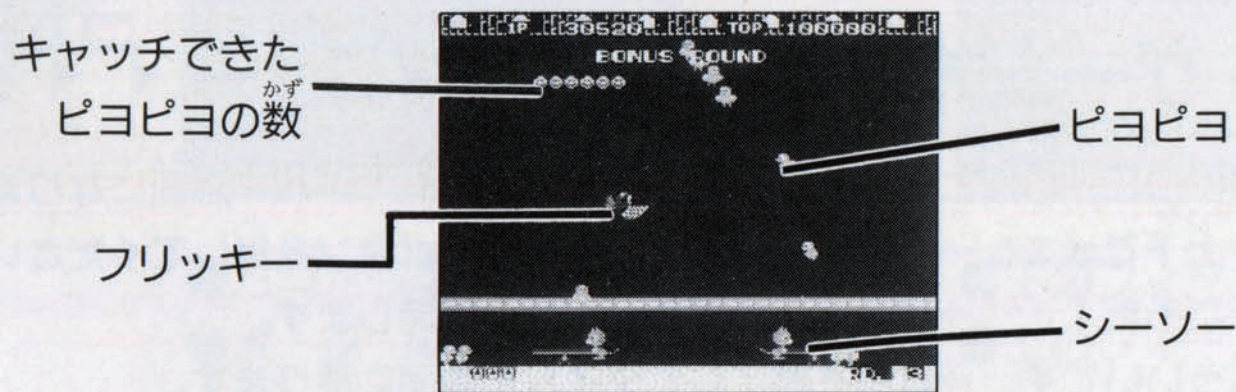 1P 30520 TOP 100000
BONUS ROUND
キャッチできた
ピヨピヨの数
かず
ピヨピヨ
フリッキー
シーソー
RD. 3